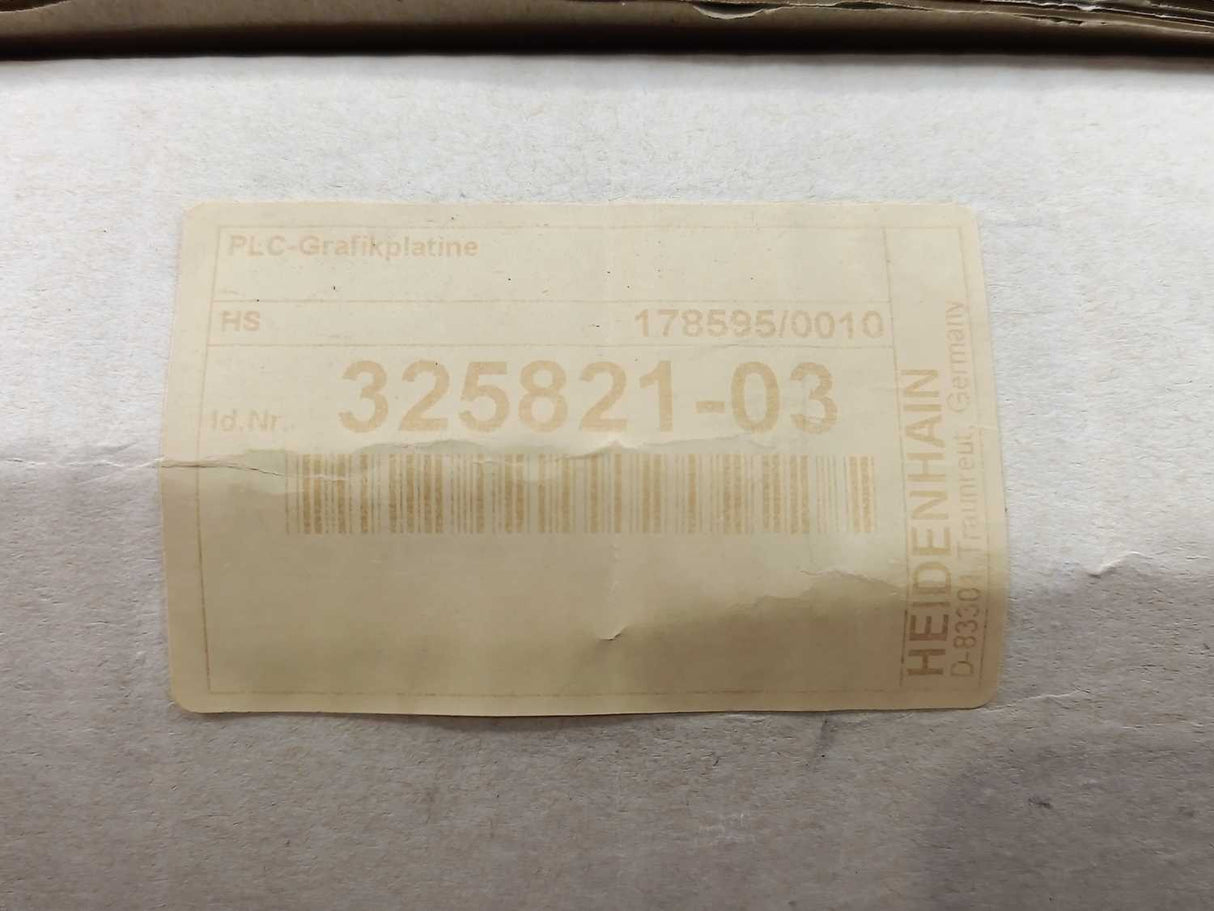 PLC-Grafikplatine
HS 178595/0010
Id.Nr. 325821-03
HEIDENHAIN
D-83301 Traunreut, Germany